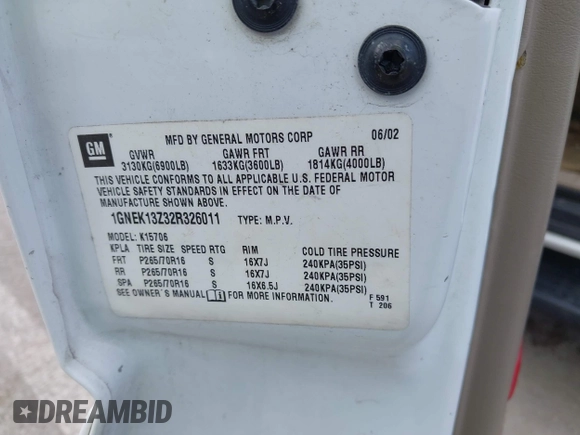 GM
MFD BY GENERAL MOTORS CORP 06/02
GVWR GAWR FRT GAWR RR
3130KG(6900LB) 1633KG(3600LB) 1814KG(4000LB)
THIS VEHICLE CONFORMS TO ALL APPLICABLE U.S. FEDERAL MOTOR
VEHICLE SAFETY STANDARDS IN EFFECT ON THE DATE OF
MANUFACTURE SHOWN ABOVE.
1GNEK13Z32R326011 TYPE: M.P.V.
MODEL: K15706
KPLA TIRE SIZE SPEED RTG RIM COLD TIRE PRESSURE
FRT P265/70R16 S 16X7J 240KPA(35PSI)
RR P265/70R16 S 16X7J 240KPA(35PSI)
SPA P265/70R16 S 16X6.5J 240KPA(35PSI)
SEE OWNER'S MANUAL FOR MORE INFORMATION. F 591
T 206
DREAMBID